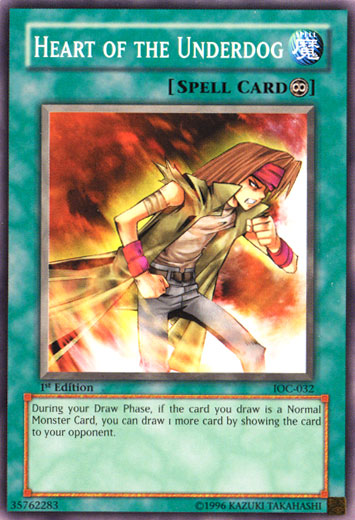 HEART OF THE UNDERDOG
SPELL
魔
[SPELL CARD]
1st Edition
IOC-032
During your Draw Phase, if the card you draw is a Normal
Monster Card, you can draw 1 more card by showing the card
to your opponent.
35762283
©1996 KAZUKI TAKAHASHI